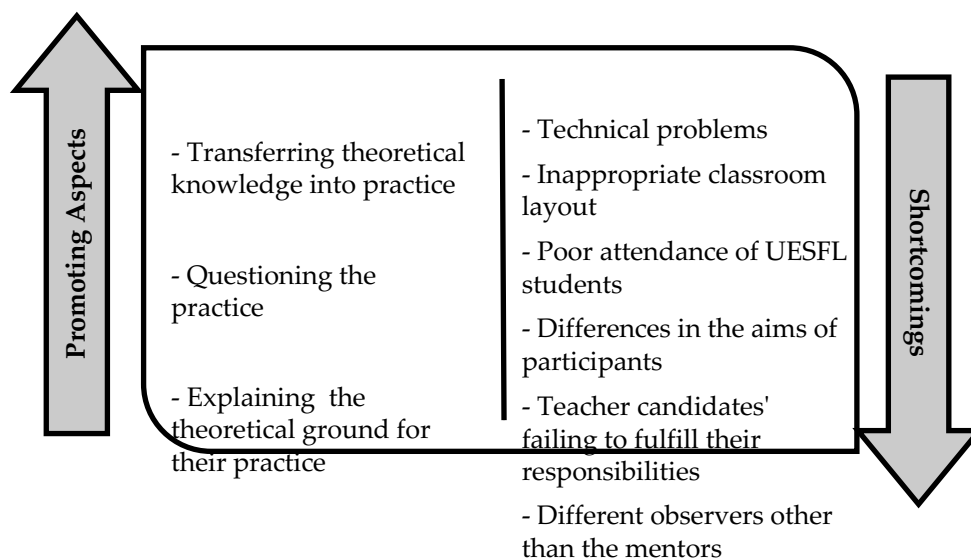 Promoting Aspects
- Transferring theoretical
knowledge into practice
- Questioning the
practice
- Explaining the
theoretical ground for
their practice
- Technical problems
- Inappropriate classroom
layout
- Poor attendance of UESFL
students
- Differences in the aims of
participants
- Teacher candidates'
failing to fulfill their
responsibilities
- Different observers other
than the mentors
Shortcomings